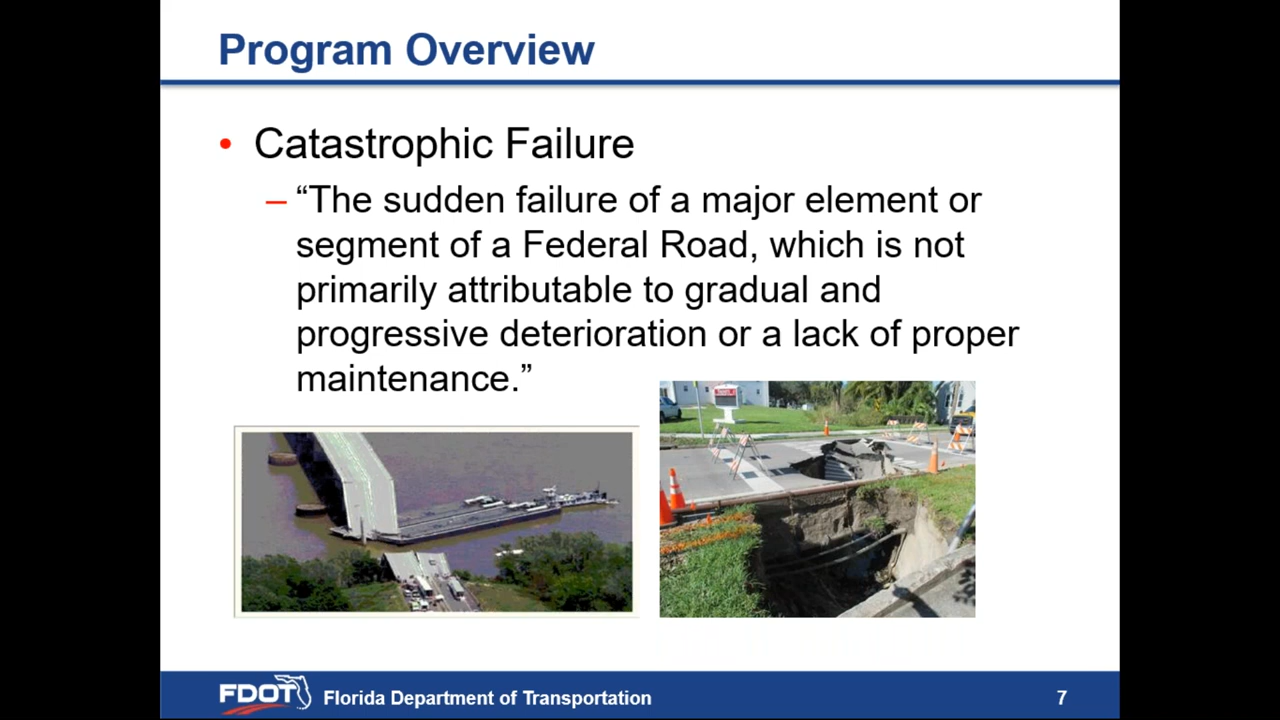 Program Overview
• Catastrophic Failure
– “The sudden failure of a major element or
segment of a Federal Road, which is not
primarily attributable to gradual and
progressive deterioration or a lack of proper
maintenance.”
FDOT Florida Department of Transportation 7